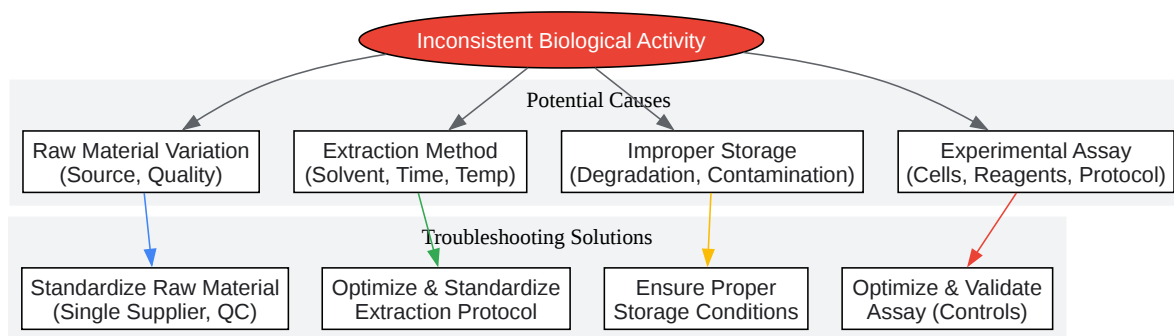 Inconsistent Biological Activity
Potential Causes
Raw Material Variation
(Source, Quality)
Extraction Method
(Solvent, Time, Temp)
Improper Storage
(Degradation, Contamination)
Experimental Assay
(Cells, Reagents, Protocol)
Troubleshooting Solutions
Standardize Raw Material
(Single Supplier, QC)
Optimize & Standardize
Extraction Protocol
Ensure Proper
Storage Conditions
Optimize & Validate
Assay (Controls)